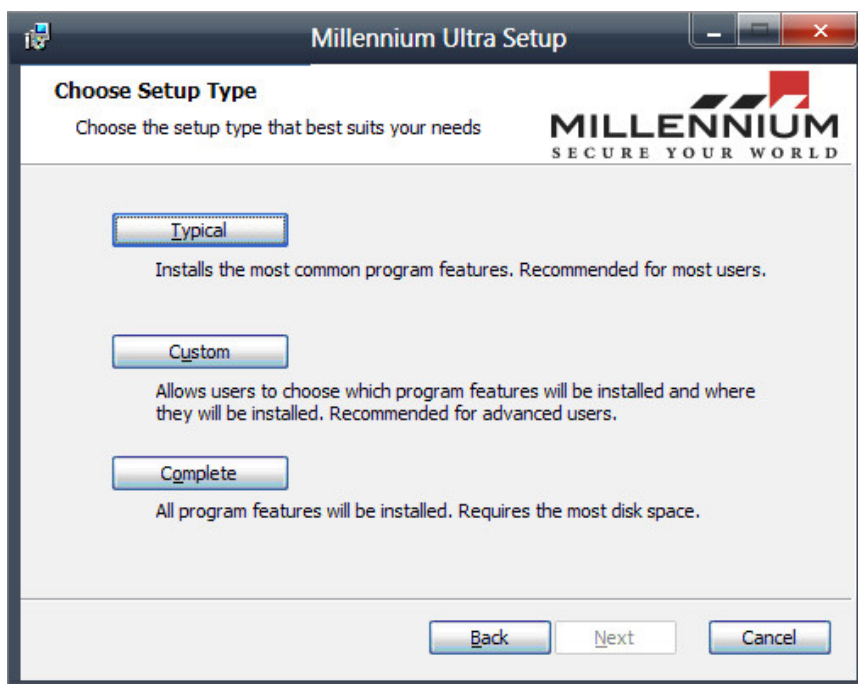 Millennium Ultra Setup
Choose Setup Type
Choose the setup type that best suits your needs
MILLENNIUM
SECURE YOUR WORLD
Typical
Installs the most common program features. Recommended for most users.
Custom
Allows users to choose which program features will be installed and where
they will be installed. Recommended for advanced users.
Complete
All program features will be installed. Requires the most disk space.
Back Next Cancel